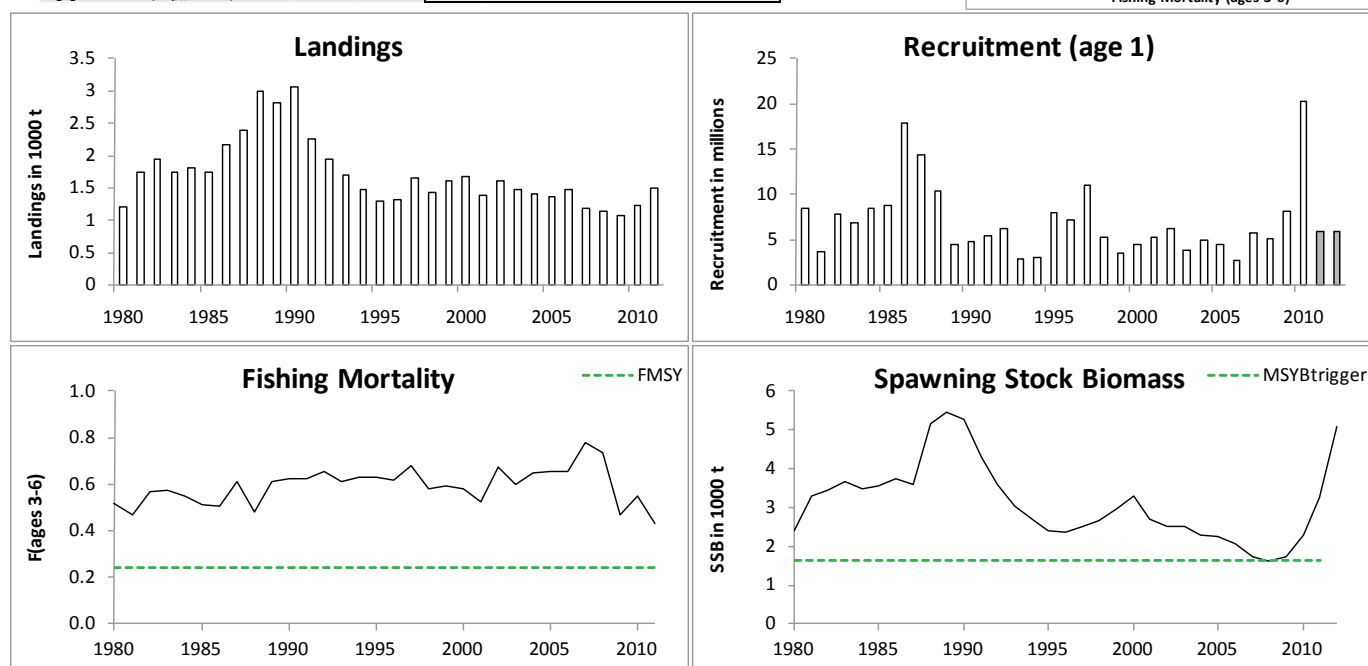 Fishing Mortality (ages 3-6)
Landings
Landings in 1000 t
3.5
3
2.5
2
1.5
1
0.5
0
1980 1985 1990 1995 2000 2005 2010
Recruitment (age 1)
Recruitment in millions
25
20
15
10
5
0
1980 1985 1990 1995 2000 2005 2010
Fishing Mortality
FMSY
F(ages 3-6)
1.0
0.8
0.6
0.4
0.2
0.0
1980 1985 1990 1995 2000 2005 2010
Spawning Stock Biomass
MSYBtrigger
SSB in 1000 t
6
5
4
3
2
1
0
1980 1985 1990 1995 2000 2005 2010